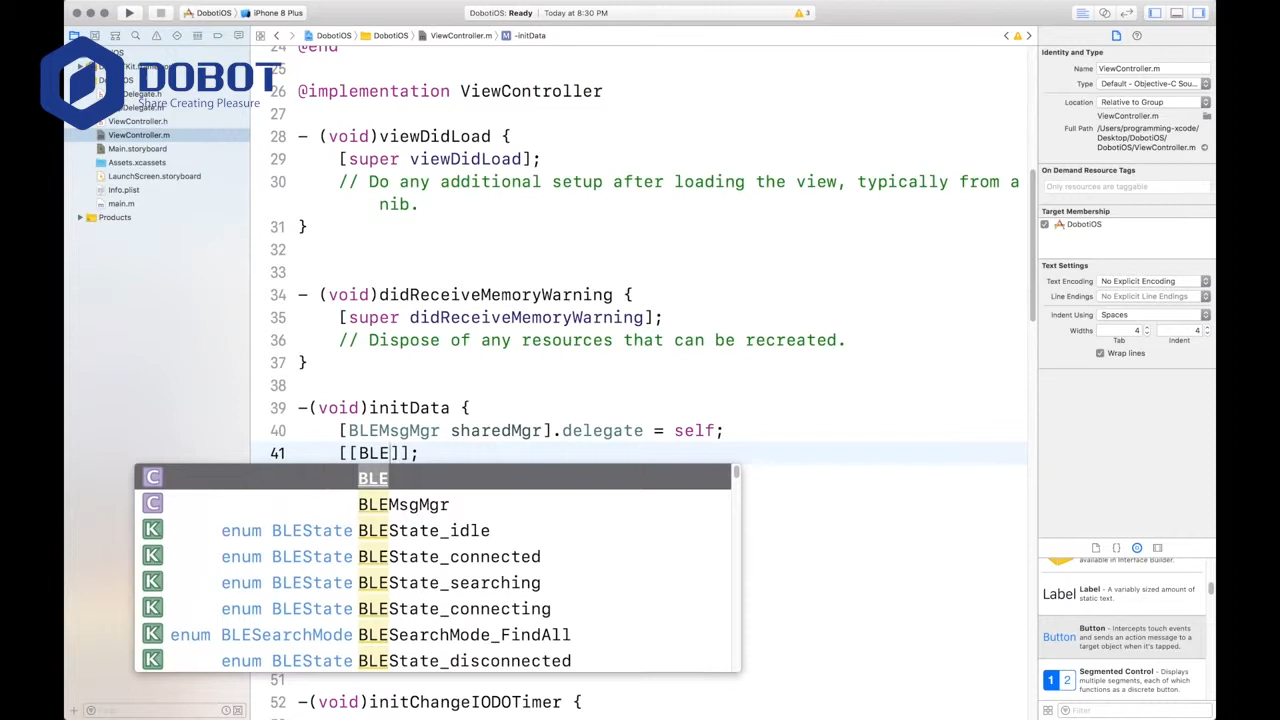 DobotiOS
iPhone 8 Plus
DobotiOS: Ready | Today at 8:30 PM
3
DobotiOS
DobotiOS
ViewController.m
-initData
DOBOT
Share Creating Pleasure
ViewController.h
ViewController.m
Main.storyboard
Assets.xcassets
LaunchScreen.storyboard
Info.plist
main.m
Products
24 @end
25
26 @implementation ViewController
27
28 - (void)viewDidLoad {
29 [super viewDidLoad];
30 // Do any additional setup after loading the view, typically from a
nib.
31 }
32
33
34 - (void)didReceiveMemoryWarning {
35 [super didReceiveMemoryWarning];
36 // Dispose of any resources that can be recreated.
37 }
38
39 -(void)initData {
40 [BLEMsgMgr sharedMgr].delegate = self;
41 [[BLE]];
C BLE
C BLEMsgMgr
K enum BLEState BLEState_idle
K enum BLEState BLEState_connected
K enum BLEState BLEState_searching
K enum BLEState BLEState_connecting
K enum BLESearchMode BLESearchMode_FindAll
K enum BLEState BLEState_disconnected
51
52 -(void)initChangeIODOTimer {
Identity and Type
Name ViewController.m
Type Default - Objective-C Sou...
Location Relative to Group
ViewController.m
Full Path /Users/programming-xcode/
Desktop/DobotiOS/
DobotiOS/ViewController.m
On Demand Resource Tags
Only resources are taggable
Target Membership
DobotiOS
Text Settings
Text Encoding No Explicit Encoding
Line Endings No Explicit Line Endings
Indent Using Spaces
Widths 4 4
Tab Indent
Wrap lines
available in Interface Builder.
Label Label - A variably sized amount of
static text.
Button Button - Intercepts touch events
and sends an action message to a
target object when it's tapped.
1 2 Segmented Control - Displays
multiple segments, each of which
functions as a discrete button.
Filter